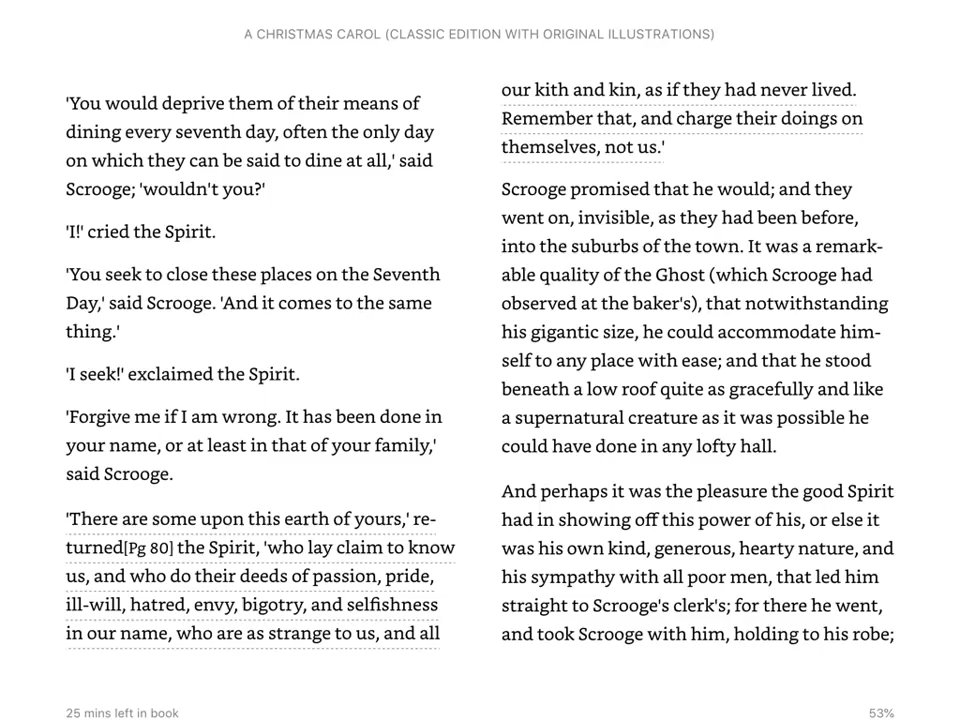 A CHRISTMAS CAROL (CLASSIC EDITION WITH ORIGINAL ILLUSTRATIONS)
'You would deprive them of their means of
dining every seventh day, often the only day
on which they can be said to dine at all,' said
Scrooge; 'wouldn't you?'
'I!' cried the Spirit.
'You seek to close these places on the Seventh
Day,' said Scrooge. 'And it comes to the same
thing.'
'I seek!' exclaimed the Spirit.
'Forgive me if I am wrong. It has been done in
your name, or at least in that of your family,'
said Scrooge.
'There are some upon this earth of yours,' re-
turned[Pg 80] the Spirit, 'who lay claim to know
us, and who do their deeds of passion, pride,
ill-will, hatred, envy, bigotry, and selfishness
in our name, who are as strange to us, and all
our kith and kin, as if they had never lived.
Remember that, and charge their doings on
themselves, not us.'
Scrooge promised that he would; and they
went on, invisible, as they had been before,
into the suburbs of the town. It was a remark-
able quality of the Ghost (which Scrooge had
observed at the baker's), that notwithstanding
his gigantic size, he could accommodate him-
self to any place with ease; and that he stood
beneath a low roof quite as gracefully and like
a supernatural creature as it was possible he
could have done in any lofty hall.
And perhaps it was the pleasure the good Spirit
had in showing off this power of his, or else it
was his own kind, generous, hearty nature, and
his sympathy with all poor men, that led him
straight to Scrooge's clerk's; for there he went,
and took Scrooge with him, holding to his robe;
25 mins left in book
53%